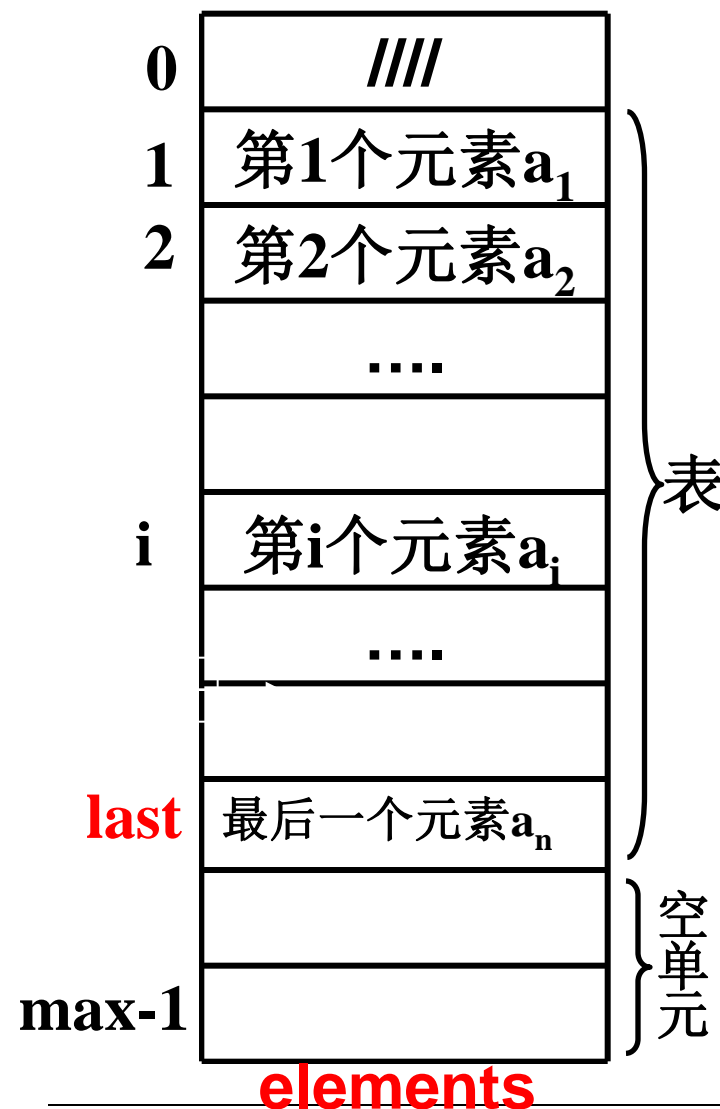 0 ////
1 第1个元素a₁
2 第2个元素a₂
....
表
i 第i个元素aᵢ
....
last 最后一个元素aₙ
空单元
max-1
elements